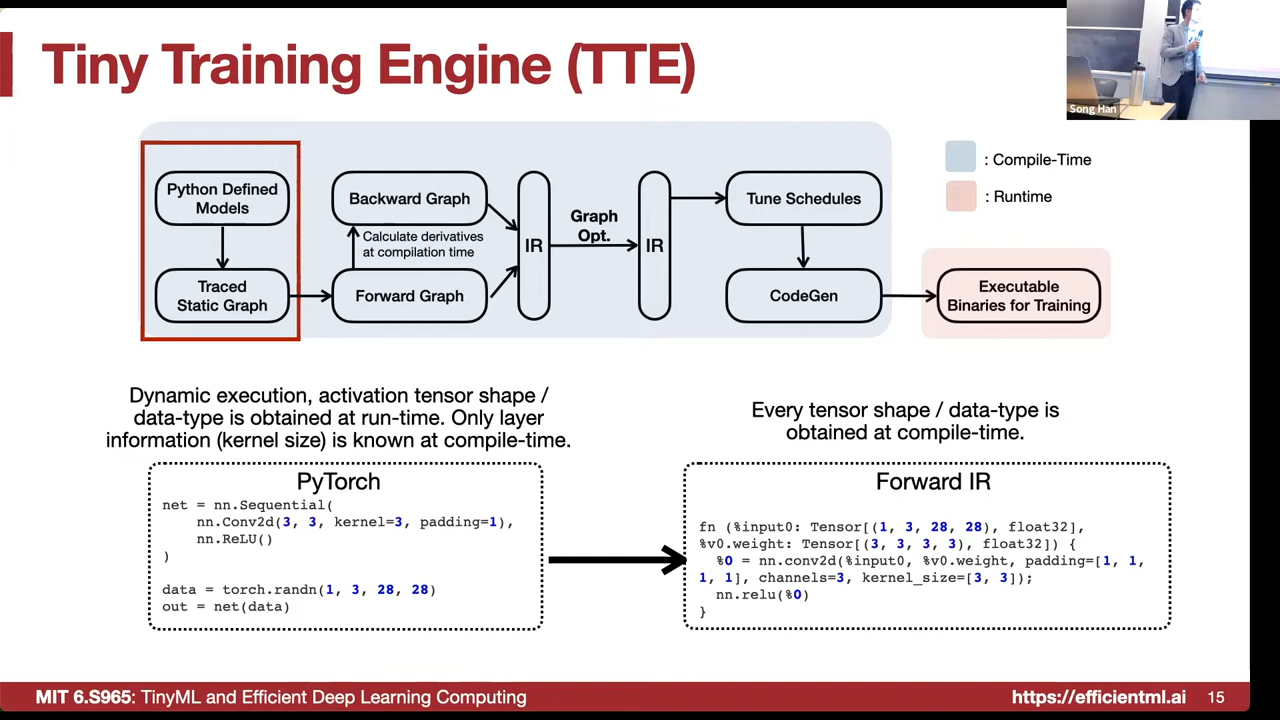 Tiny Training Engine (TTE)
Song Han
Python Defined
Models
Traced
Static Graph
Backward Graph
Calculate derivatives
at compilation time
Forward Graph
IR
Graph
Opt.
IR
Tune Schedules
CodeGen
Executable
Binaries for Training
: Compile-Time
: Runtime
Dynamic execution, activation tensor shape /
data-type is obtained at run-time. Only layer
information (kernel size) is known at compile-time.
PyTorch
net = nn.Sequential(
    nn.Conv2d(3, 3, kernel=3, padding=1),
    nn.ReLU()
)
data = torch.randn(1, 3, 28, 28)
out = net(data)
Every tensor shape / data-type is
obtained at compile-time.
Forward IR
fn (%input0: Tensor[(1, 3, 28, 28), float32],
%v0.weight: Tensor[(3, 3, 3, 3), float32]) {
  %0 = nn.conv2d(%input0, %v0.weight, padding=[1, 1,
1, 1], channels=3, kernel_size=[3, 3]);
  nn.relu(%0)
}
MIT 6.S965: TinyML and Efficient Deep Learning Computing
https://efficientml.ai
15